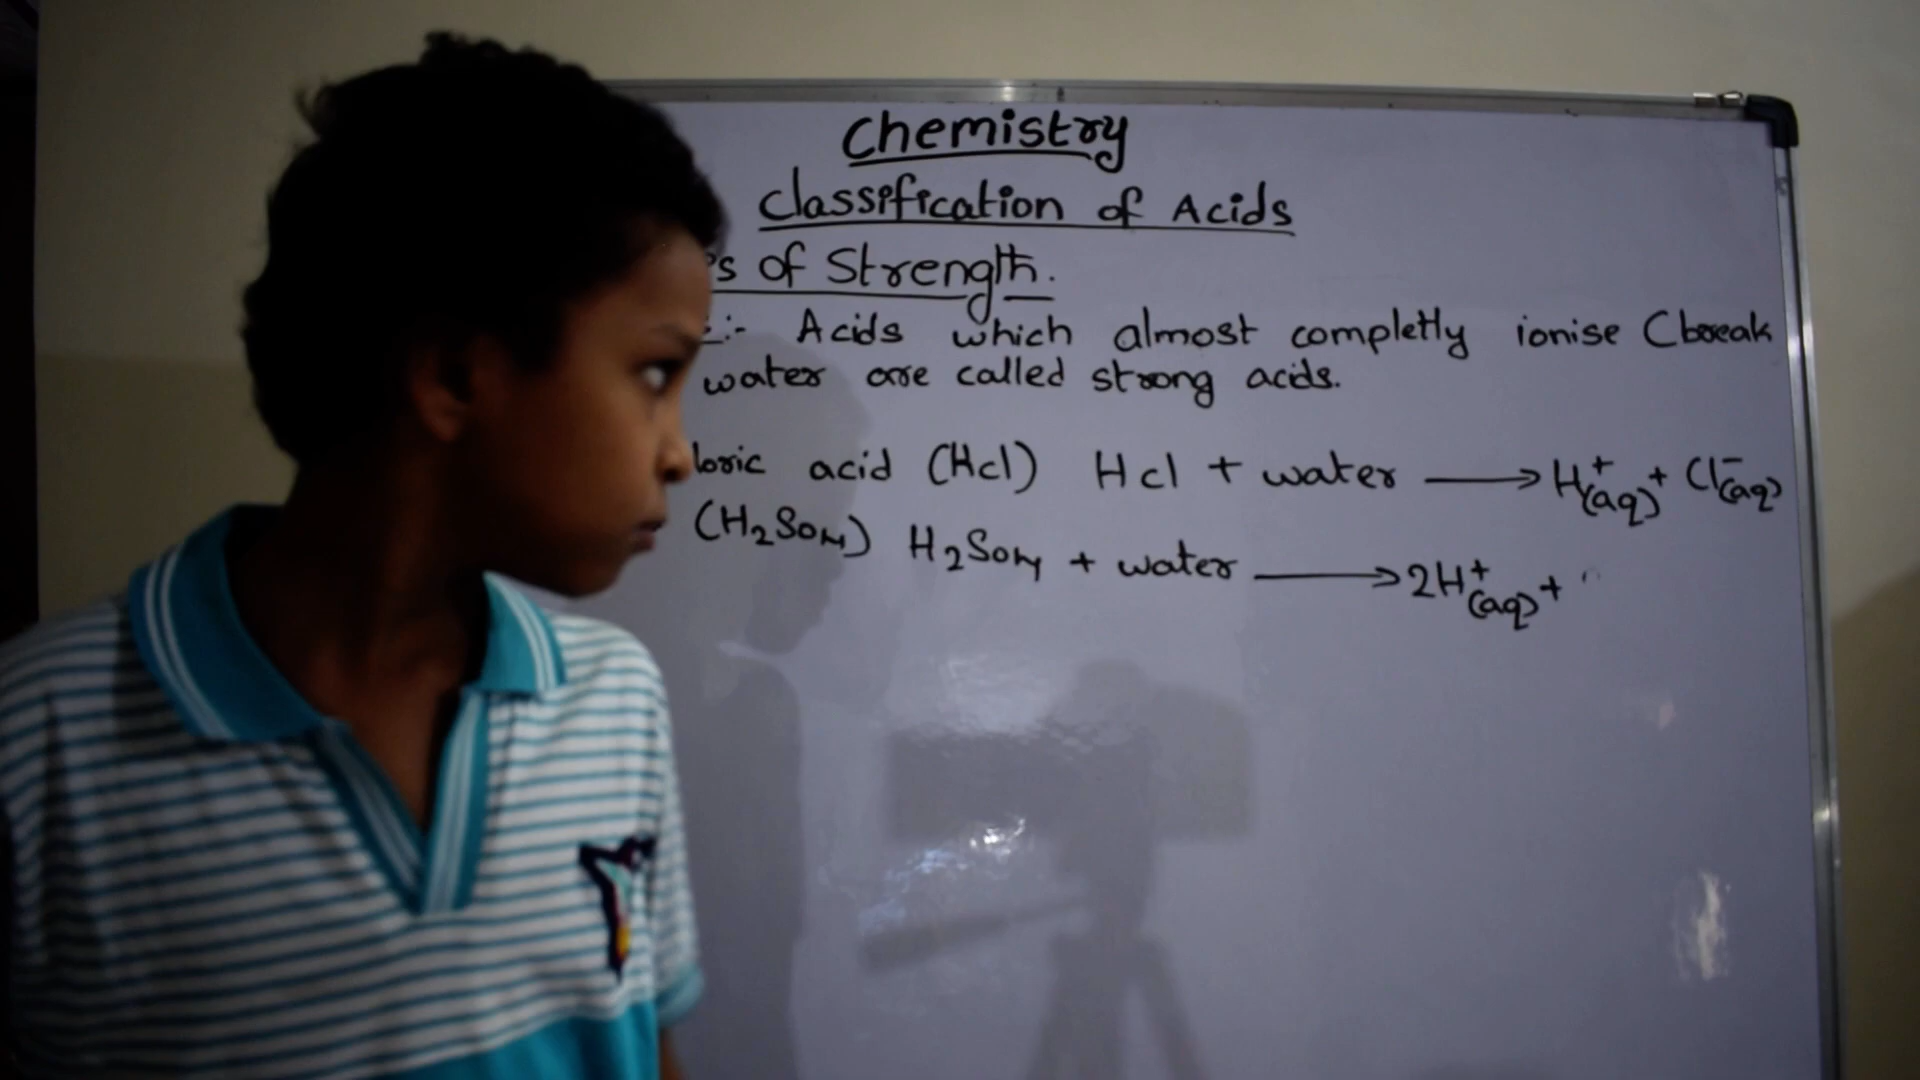 Chemistry
Classification of Acids
of Strength.
:- Acids which almost completly ionise (break
water are called strong acids.
acid (Hcl) Hcl + water ⟶ H⁺(aq) + Cl⁻(aq)
(H₂So₄) H₂So₄ + water ⟶ 2H⁺(aq) +